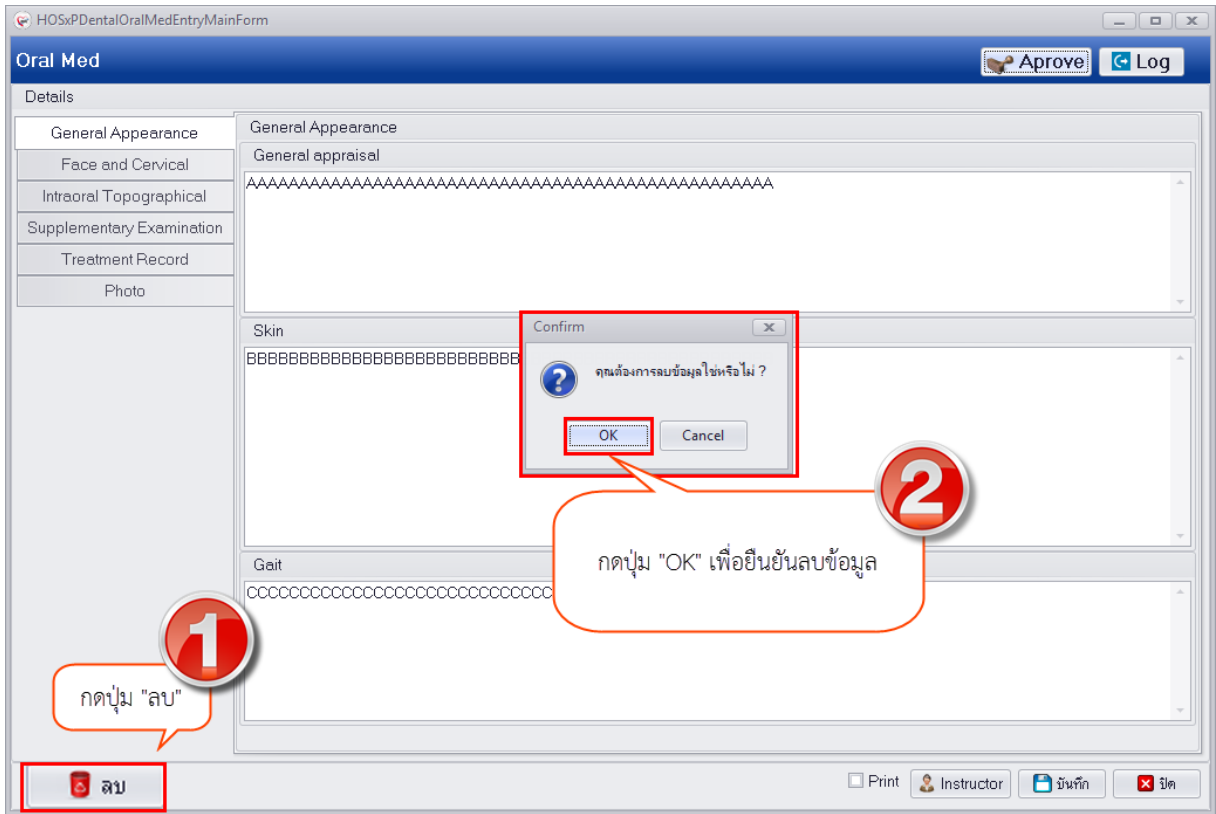 HOSxPDentalOralMedEntryMainForm
Oral Med
Aprove
Log
Details
General Appearance
Face and Cervical
Intraoral Topographical
Supplementary Examination
Treatment Record
Photo
General Appearance
General appraisal
AAAAAAAAAAAAAAAAAAAAAAAAAAAAAAAAAAAAAAAAAAAAAAAAAA
Skin
BBBBBBBBBBBBBBBBBBBBBBBBBB
Confirm
คุณต้องการลบข้อมูลใช่หรือไม่ ?
OK
Cancel
2
กดปุ่ม "OK" เพื่อยืนยันลบข้อมูล
Gait
CCCCCCCCCCCCCCCCCCCCCCCCCCCCC
1
กดปุ่ม "ลบ"
ลบ
Print
Instructor
บันทึก
ปิด